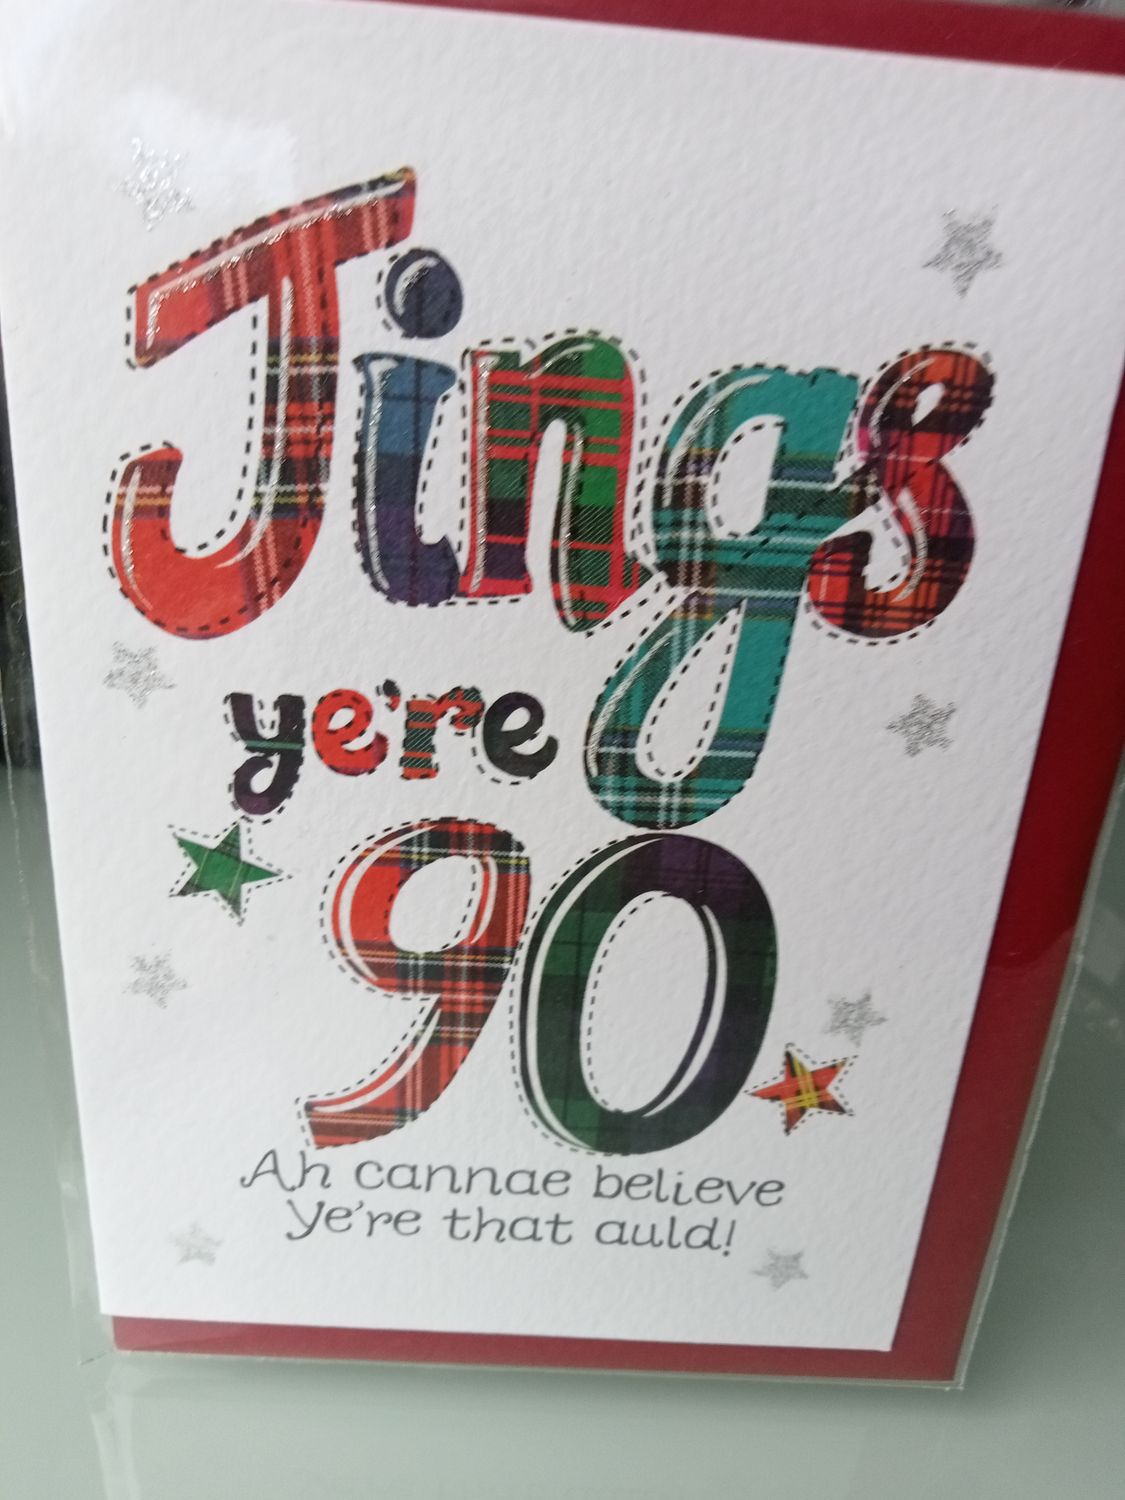 Jings
ye're
90
Ah cannae believe
Ye're that auld!